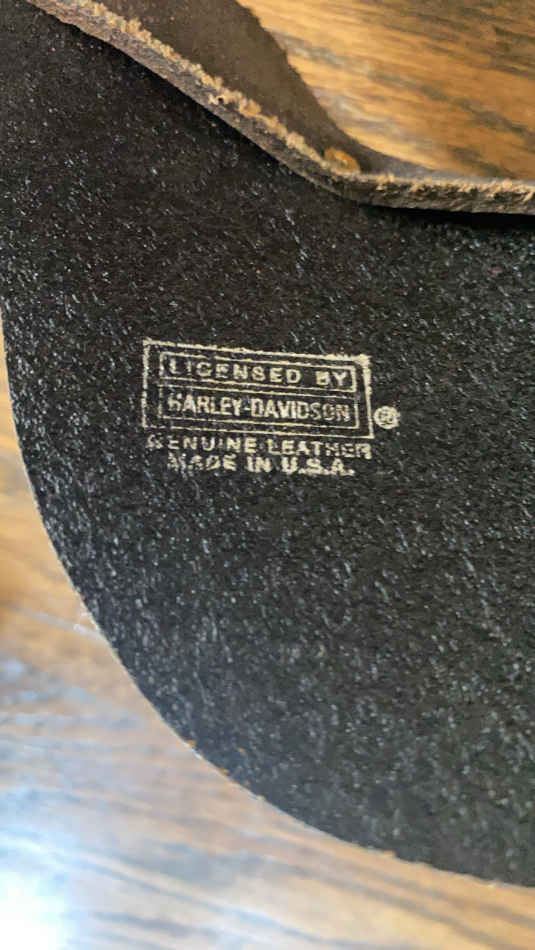 LICENSED BY
HARLEY-DAVIDSON ®
GENUINE LEATHER
MADE IN U.S.A.